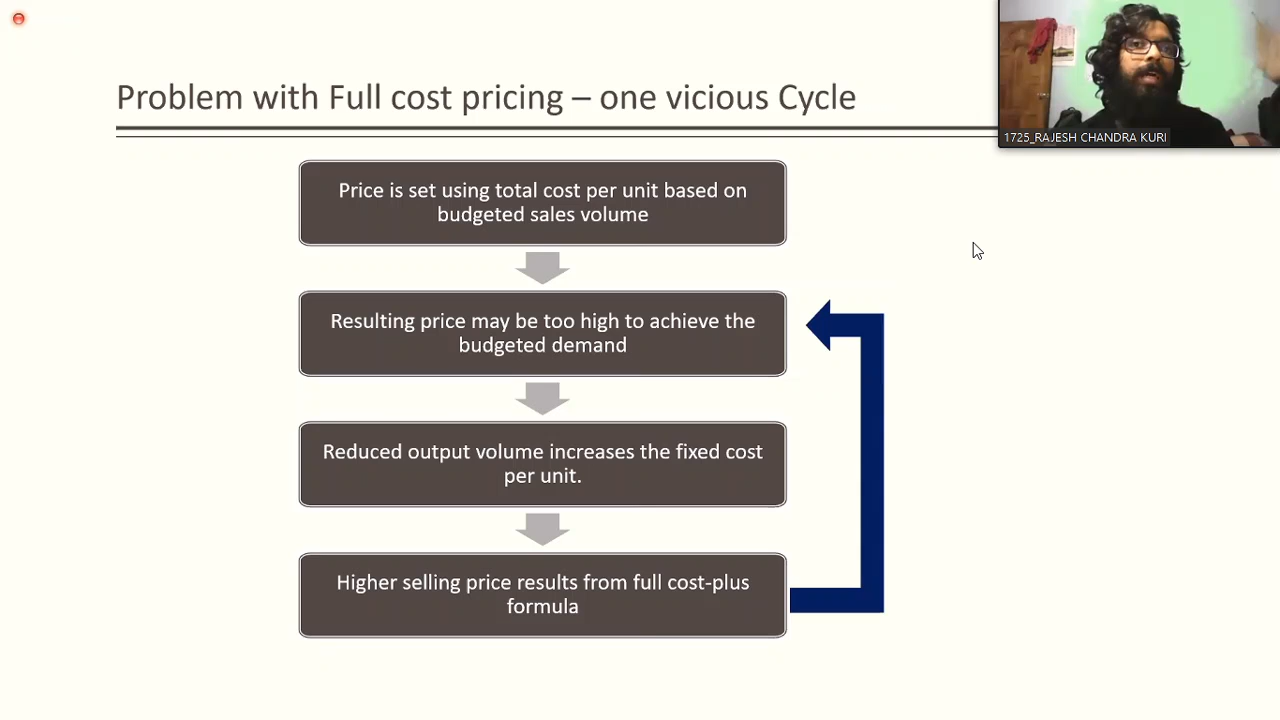 Problem with Full cost pricing – one vicious Cycle
1725_RAJESH CHANDRA KURI
Price is set using total cost per unit based on
budgeted sales volume
Resulting price may be too high to achieve the
budgeted demand
Reduced output volume increases the fixed cost
per unit.
Higher selling price results from full cost-plus
formula